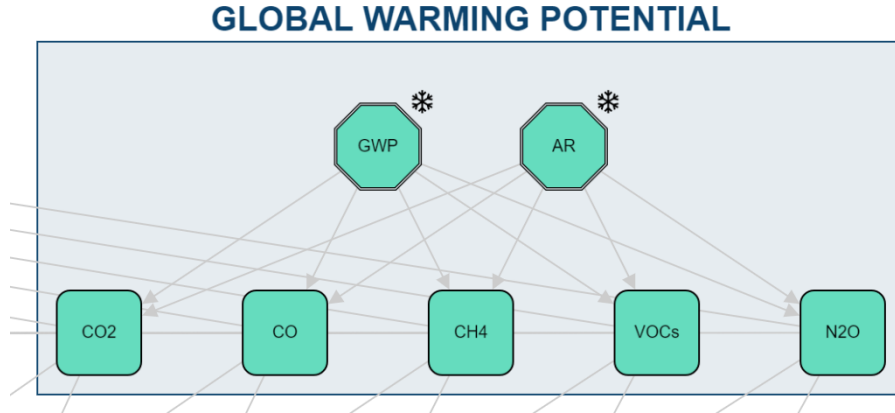 GLOBAL WARMING POTENTIAL
GWP
AR
CO2
CO
CH4
VOCs
N2O